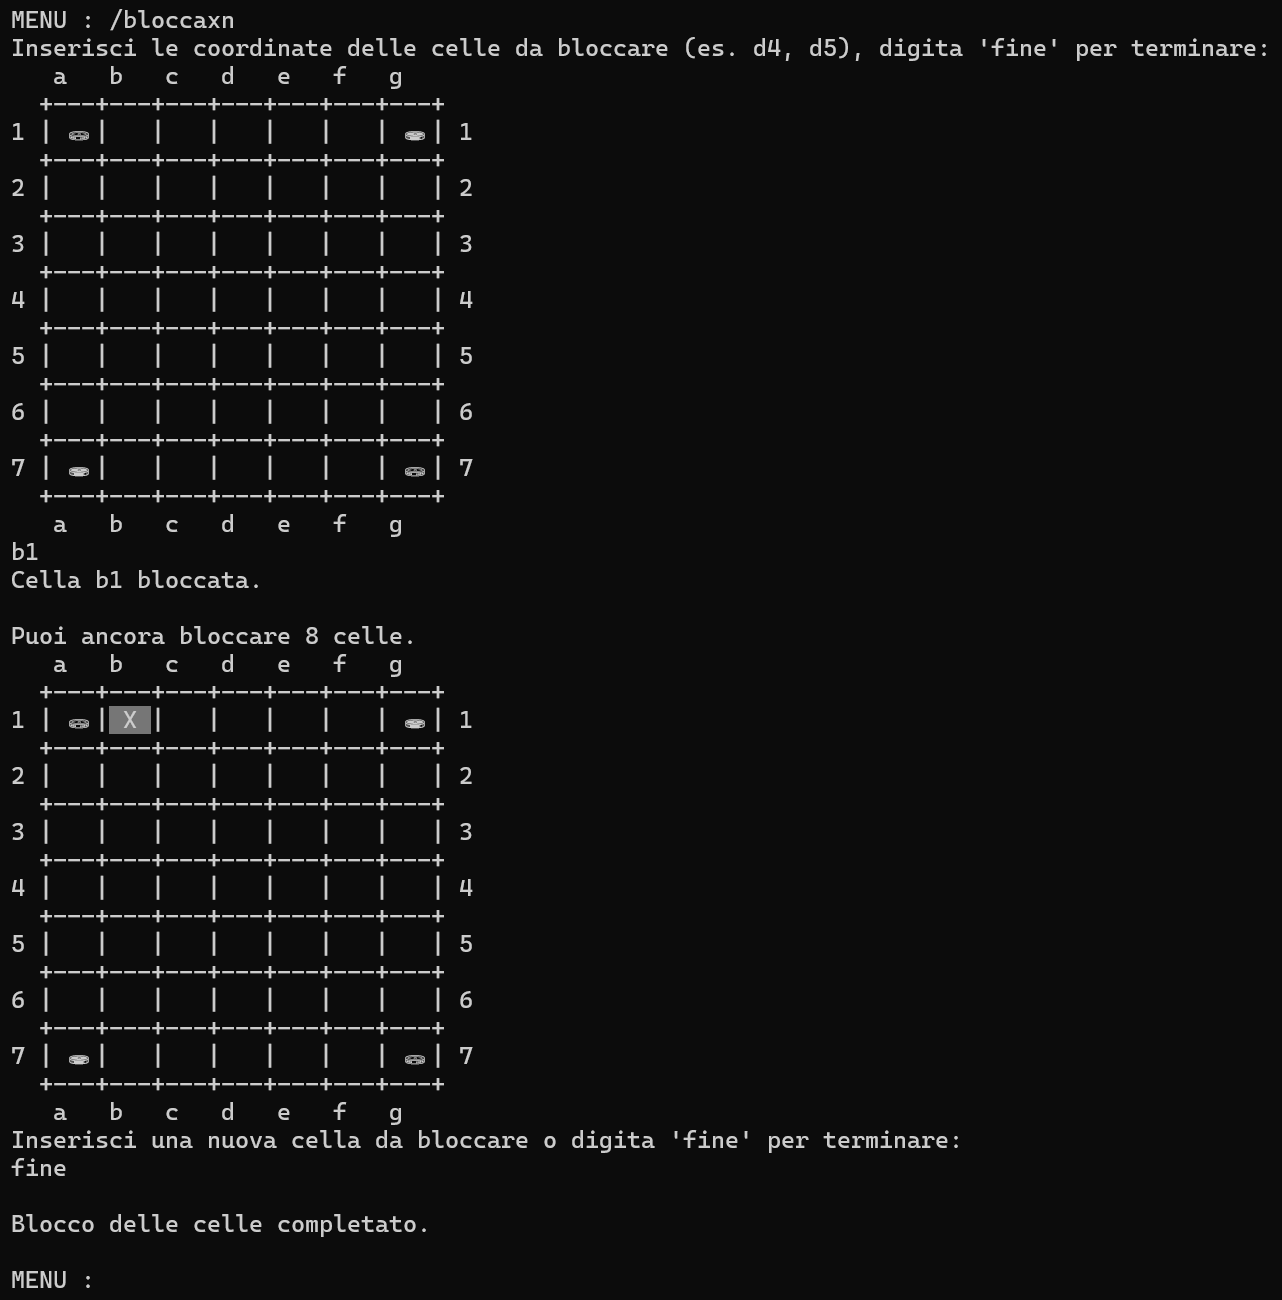 MENU : /bloccaxn
Inserisci le coordinate delle celle da bloccare (es. d4, d5), digita 'fine' per terminare:
   a   b   c   d   e   f   g
  +---+---+---+---+---+---+---+
1 | ⛂ |   |   |   |   |   | ⛀ | 1
  +---+---+---+---+---+---+---+
2 |   |   |   |   |   |   |   | 2
  +---+---+---+---+---+---+---+
3 |   |   |   |   |   |   |   | 3
  +---+---+---+---+---+---+---+
4 |   |   |   |   |   |   |   | 4
  +---+---+---+---+---+---+---+
5 |   |   |   |   |   |   |   | 5
  +---+---+---+---+---+---+---+
6 |   |   |   |   |   |   |   | 6
  +---+---+---+---+---+---+---+
7 | ⛀ |   |   |   |   |   | ⛂ | 7
  +---+---+---+---+---+---+---+
   a   b   c   d   e   f   g
b1
Cella b1 bloccata.

Puoi ancora bloccare 8 celle.
   a   b   c   d   e   f   g
  +---+---+---+---+---+---+---+
1 | ⛂ | X |   |   |   |   | ⛀ | 1
  +---+---+---+---+---+---+---+
2 |   |   |   |   |   |   |   | 2
  +---+---+---+---+---+---+---+
3 |   |   |   |   |   |   |   | 3
  +---+---+---+---+---+---+---+
4 |   |   |   |   |   |   |   | 4
  +---+---+---+---+---+---+---+
5 |   |   |   |   |   |   |   | 5
  +---+---+---+---+---+---+---+
6 |   |   |   |   |   |   |   | 6
  +---+---+---+---+---+---+---+
7 | ⛀ |   |   |   |   |   | ⛂ | 7
  +---+---+---+---+---+---+---+
   a   b   c   d   e   f   g
Inserisci una nuova cella da bloccare o digita 'fine' per terminare:
fine

Blocco delle celle completato.

MENU :